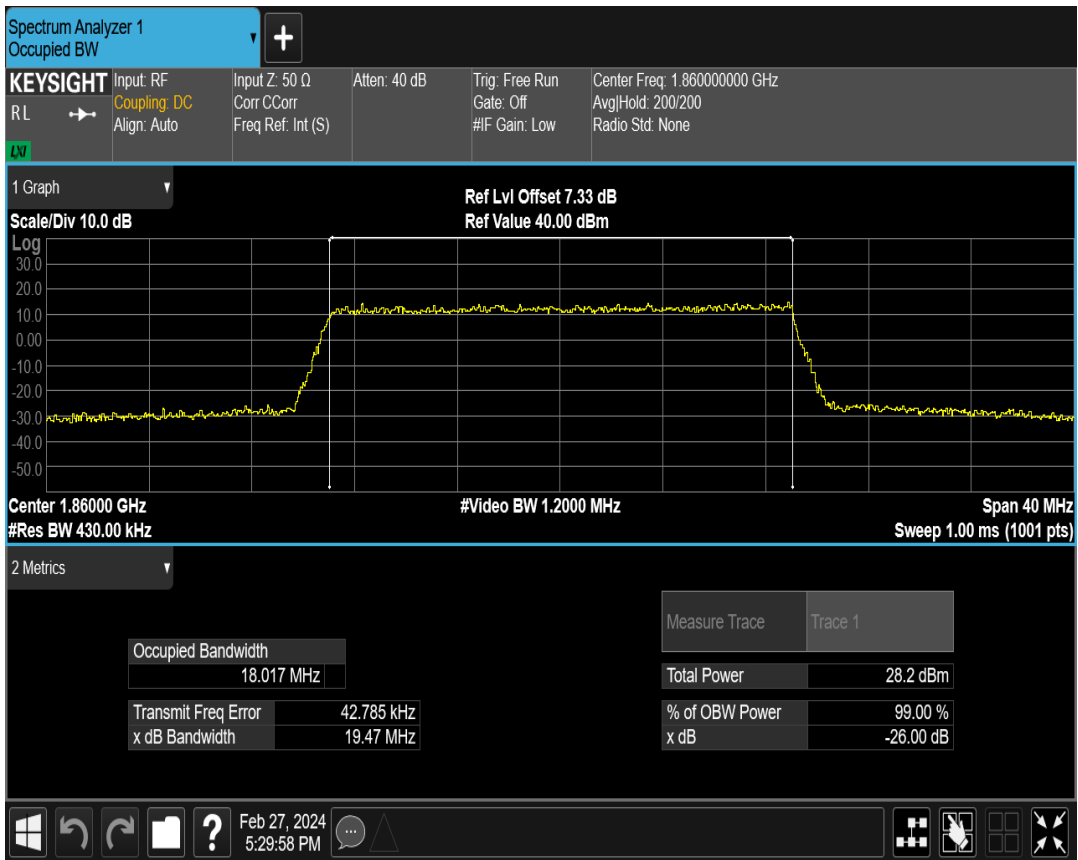 Spectrum Analyzer 1
Occupied BW
KEYSIGHT
RL
LXI
Input: RF
Coupling: DC
Align: Auto
Input Z: 50 Ω
Corr CCorr
Freq Ref: Int (S)
Atten: 40 dB
Trig: Free Run
Gate: Off
#IF Gain: Low
Center Freq: 1.860000000 GHz
Avg|Hold: 200/200
Radio Std: None
1 Graph
Scale/Div 10.0 dB
Ref Lvl Offset 7.33 dB
Ref Value 40.00 dBm
Log
30.0
20.0
10.0
0.00
-10.0
-20.0
-30.0
-40.0
-50.0
Center 1.86000 GHz
#Video BW 1.2000 MHz
Span 40 MHz
#Res BW 430.00 kHz
Sweep 1.00 ms (1001 pts)
2 Metrics
Measure Trace Trace 1
Occupied Bandwidth
18.017 MHz
Total Power 28.2 dBm
Transmit Freq Error 42.785 kHz
% of OBW Power 99.00 %
x dB Bandwidth 19.47 MHz
x dB -26.00 dB
?
Feb 27, 2024
5:29:58 PM